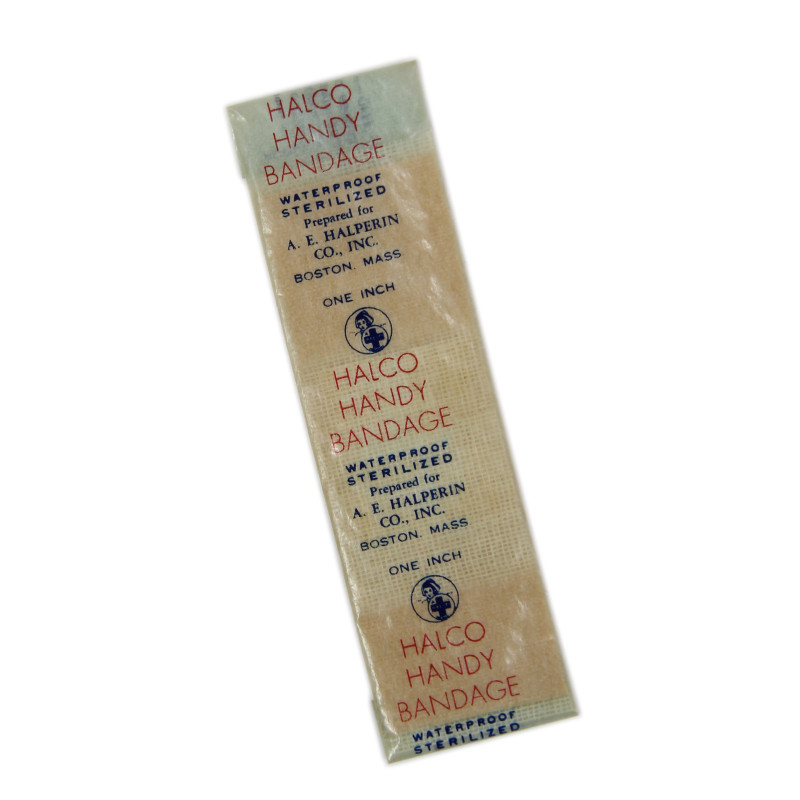 HALCO
HANDY
BANDAGE
WATERPROOF
STERILIZED
Prepared for
A. E. HALPERIN
CO., INC.
BOSTON, MASS
ONE INCH
HALCO
HANDY
BANDAGE
WATERPROOF
STERILIZED
Prepared for
A. E. HALPERIN
CO., INC.
BOSTON, MASS
ONE INCH
HALCO
HANDY
BANDAGE
WATERPROOF
STERILIZED